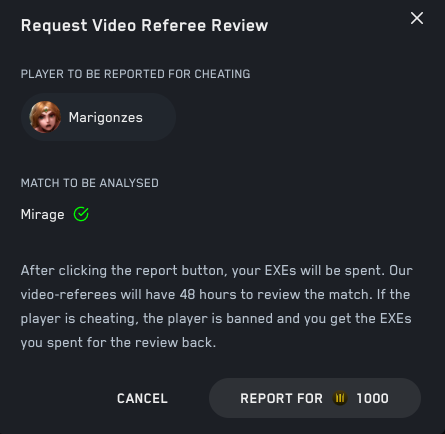 Request Video Referee Review
PLAYER TO BE REPORTED FOR CHEATING
Marigonzes
MATCH TO BE ANALYSED
Mirage
After clicking the report button, your EXEs will be spent. Our
video-referees will have 48 hours to review the match. If the
player is cheating, the player is banned and you get the EXEs
you spent for the review back.
CANCEL
REPORT FOR 1000